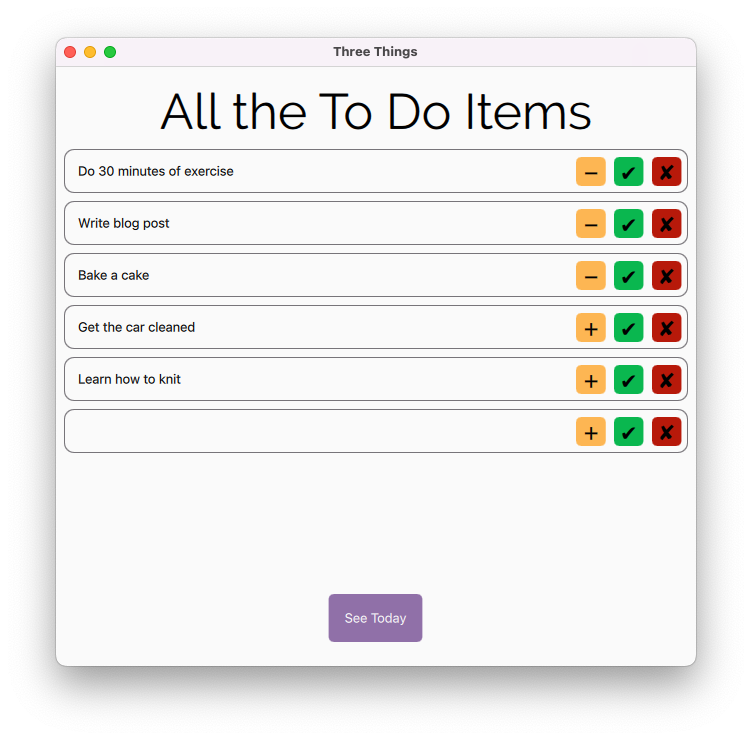 Three Things
All the To Do Items
Do 30 minutes of exercise − ✔ ✘
Write blog post − ✔ ✘
Bake a cake − ✔ ✘
Get the car cleaned + ✔ ✘
Learn how to knit + ✔ ✘
+ ✔ ✘
See Today